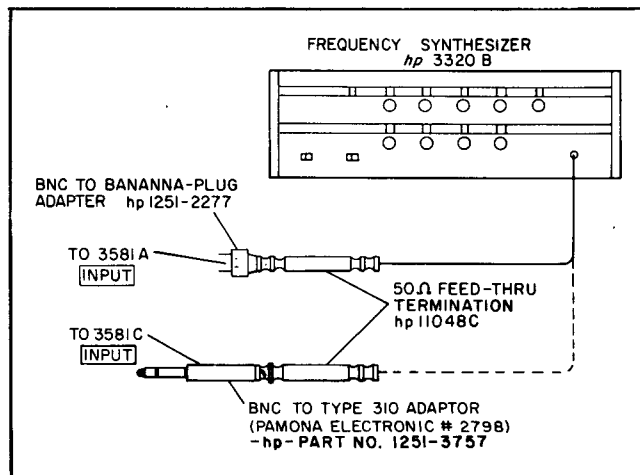 FREQUENCY SYNTHESIZER
hp 3320 B
BNC TO BANANNA-PLUG
ADAPTER hp 1251-2277
TO 3581A
INPUT
50Ω FEED-THRU
TERMINATION
hp 11048C
TO 3581C
INPUT
BNC TO TYPE 310 ADAPTOR
(PAMONA ELECTRONIC # 2798)
-hp- PART NO. 1251-3757